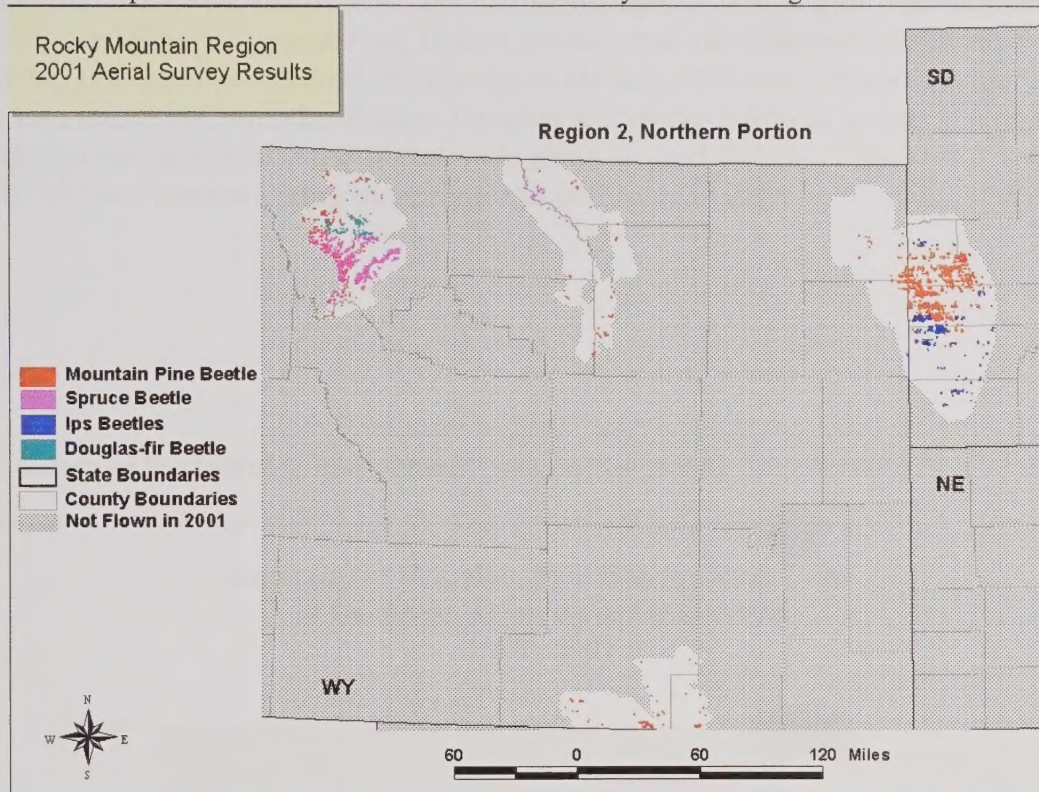 Rocky Mountain Region
2001 Aerial Survey Results
SD
Region 2, Northern Portion
Mountain Pine Beetle
Spruce Beetle
Ips Beetles
Douglas-fir Beetle
State Boundaries
County Boundaries
Not Flown in 2001
NE
WY
N
W E
S
60 0 60 120 Miles